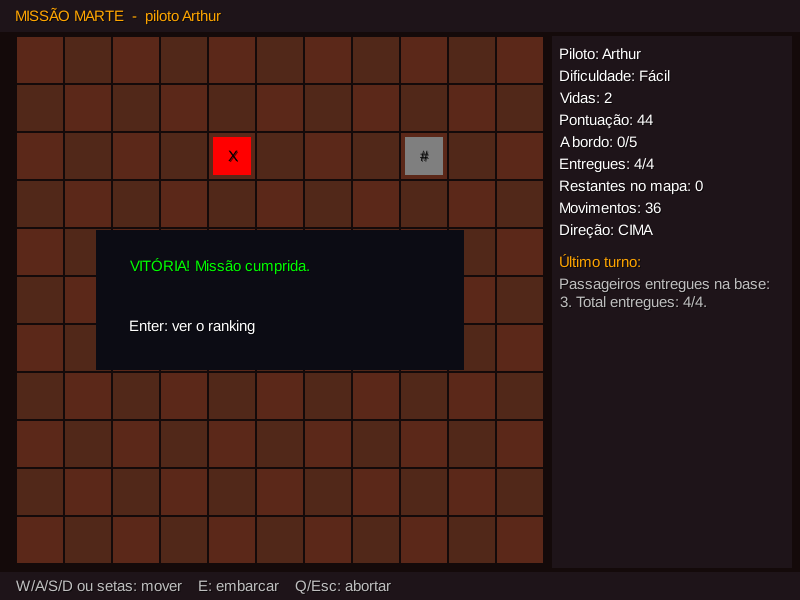 MISSÃO MARTE - piloto Arthur
X
#
VITÓRIA! Missão cumprida.
Enter: ver o ranking
Piloto: Arthur
Dificuldade: Fácil
Vidas: 2
Pontuação: 44
A bordo: 0/5
Entregues: 4/4
Restantes no mapa: 0
Movimentos: 36
Direção: CIMA
Último turno:
Passageiros entregues na base:
3. Total entregues: 4/4.
W/A/S/D ou setas: mover E: embarcar Q/Esc: abortar